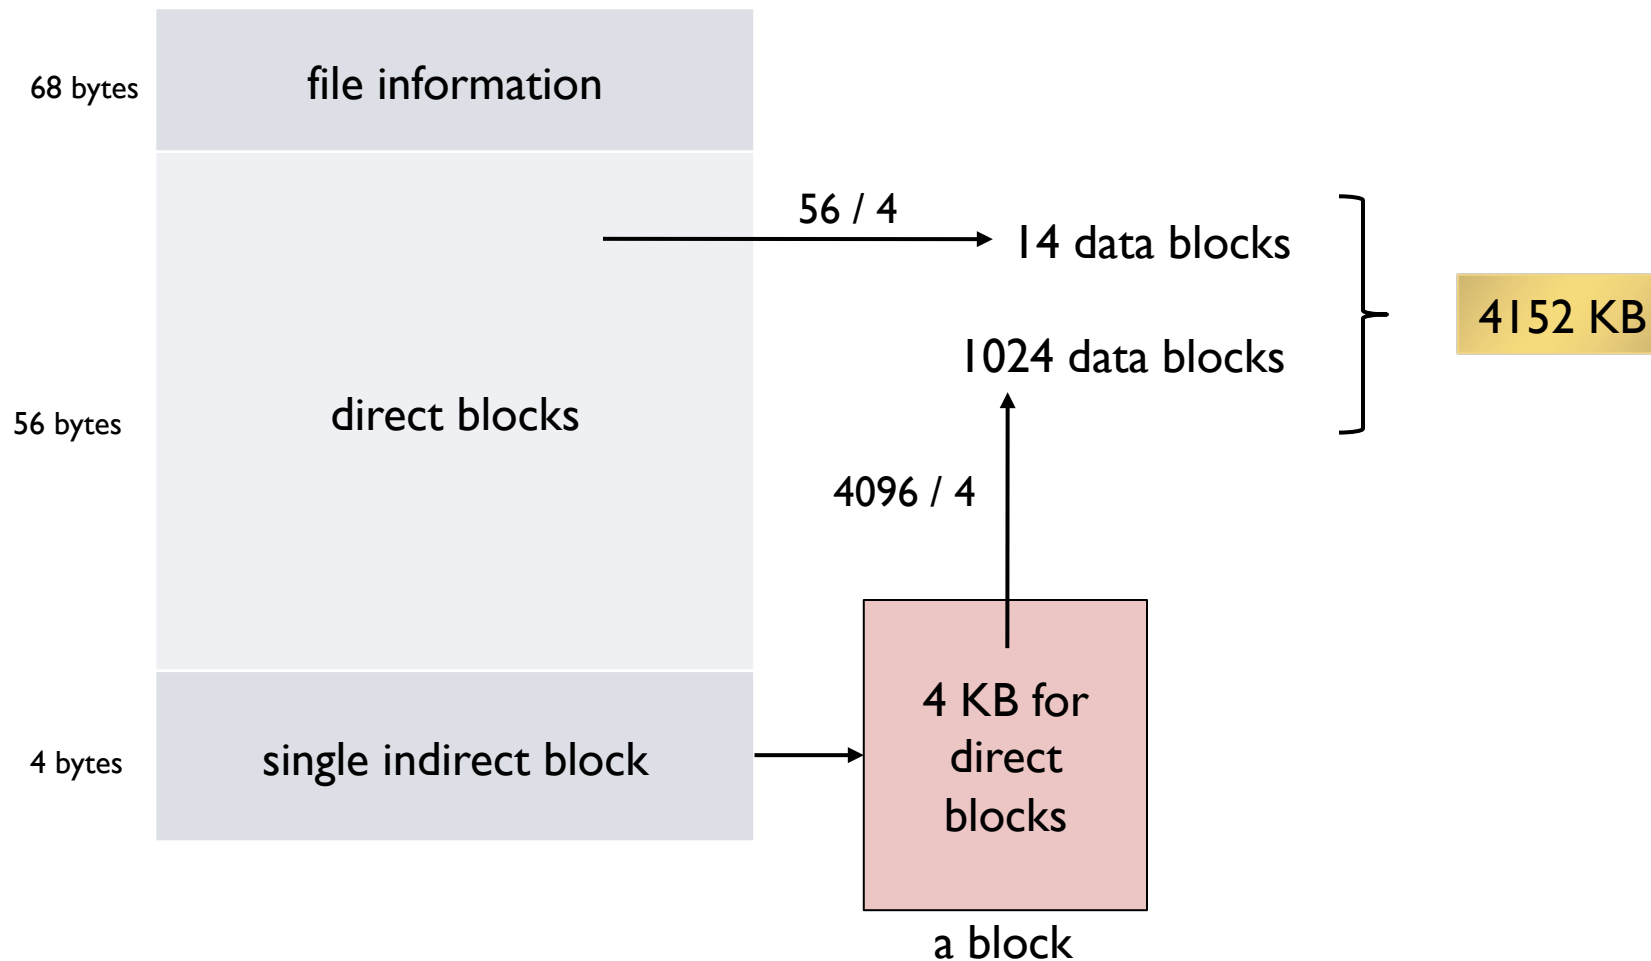 68 bytes
file information
56 / 4
14 data blocks
4152 KB
1024 data blocks
56 bytes
direct blocks
4096 / 4
4 bytes
single indirect block
4 KB for
direct
blocks
a block